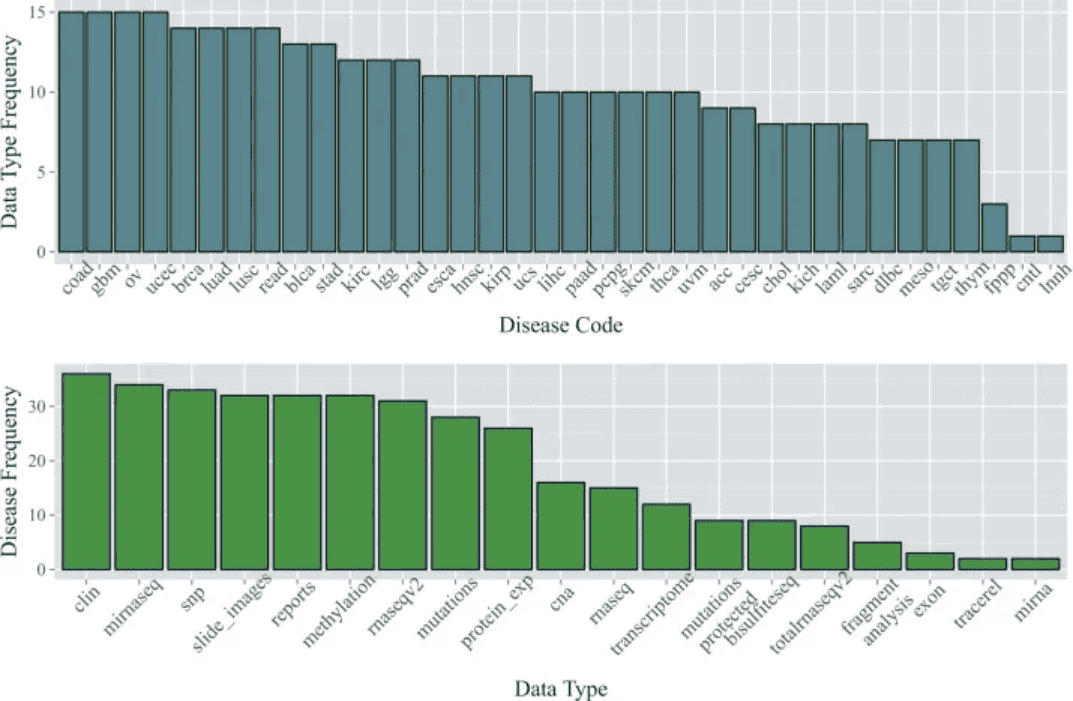 Data Type Frequency
15
10
5
0
coad
gbm
ov
ucec
brca
luad
lusc
read
blca
stad
kirc
lgg
prad
esca
hnsc
kirp
ucs
lihc
paad
pcpg
skcm
thca
uvm
acc
cesc
chol
kich
laml
sarc
dlbc
meso
tgct
thym
fppp
cntl
lnnh
Disease Code
Disease Frequency
30
20
10
0
clin
mirnaseq
snp
slide_images
reports
methylation
rnaseqv2
mutations
protein_exp
cna
rnaseq
transcriptome
mutations
protected
bisulfiteseq
totalrnaseqv2
fragment
analysis
exon
tracerel
mirna
Data Type